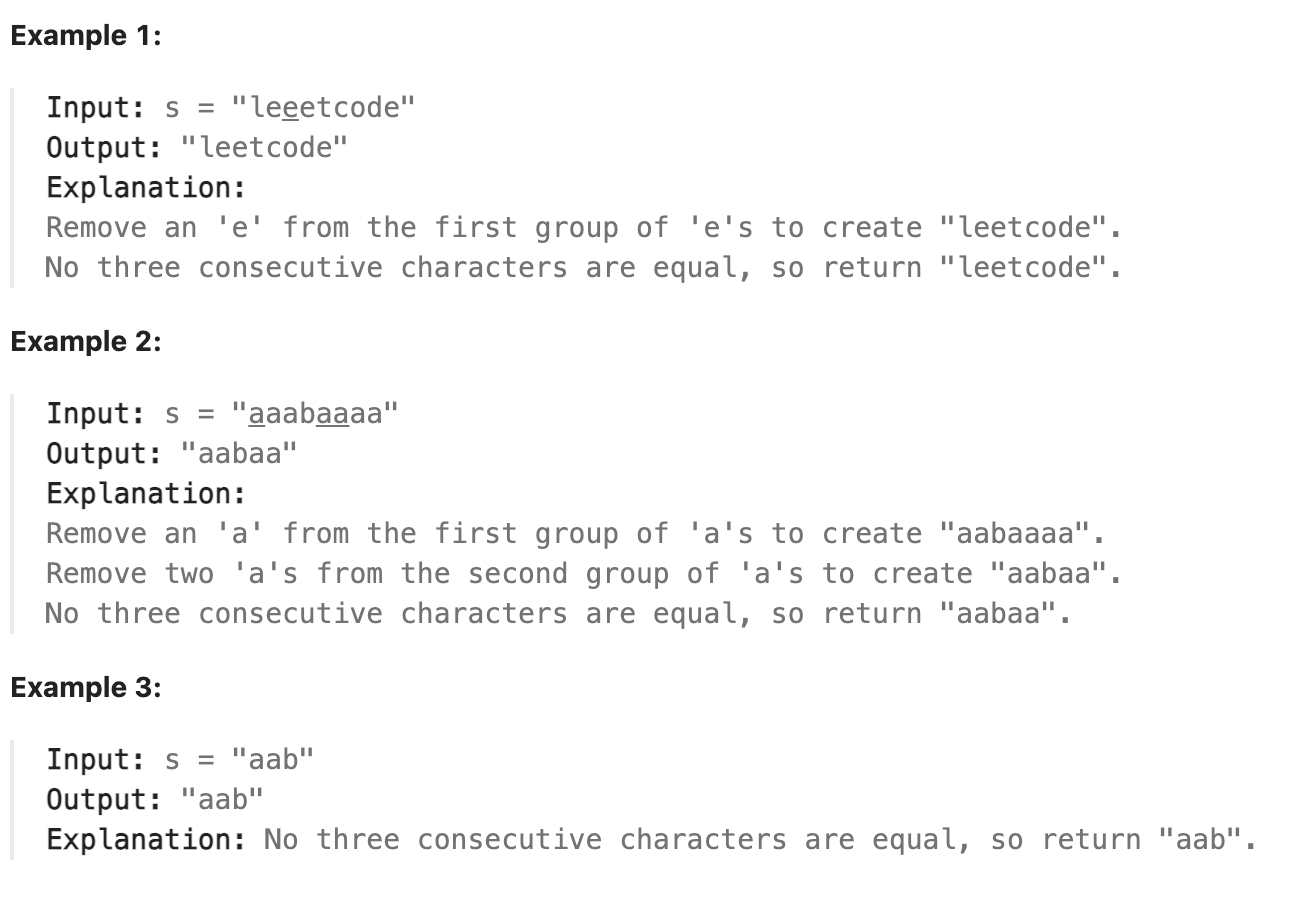 Example 1:
Input: s = "leeetcode"
Output: "leetcode"
Explanation:
Remove an 'e' from the first group of 'e's to create "leetcode".
No three consecutive characters are equal, so return "leetcode".
Example 2:
Input: s = "aaabaaaa"
Output: "aabaa"
Explanation:
Remove an 'a' from the first group of 'a's to create "aabaaaa".
Remove two 'a's from the second group of 'a's to create "aabaa".
No three consecutive characters are equal, so return "aabaa".
Example 3:
Input: s = "aab"
Output: "aab"
Explanation: No three consecutive characters are equal, so return "aab".